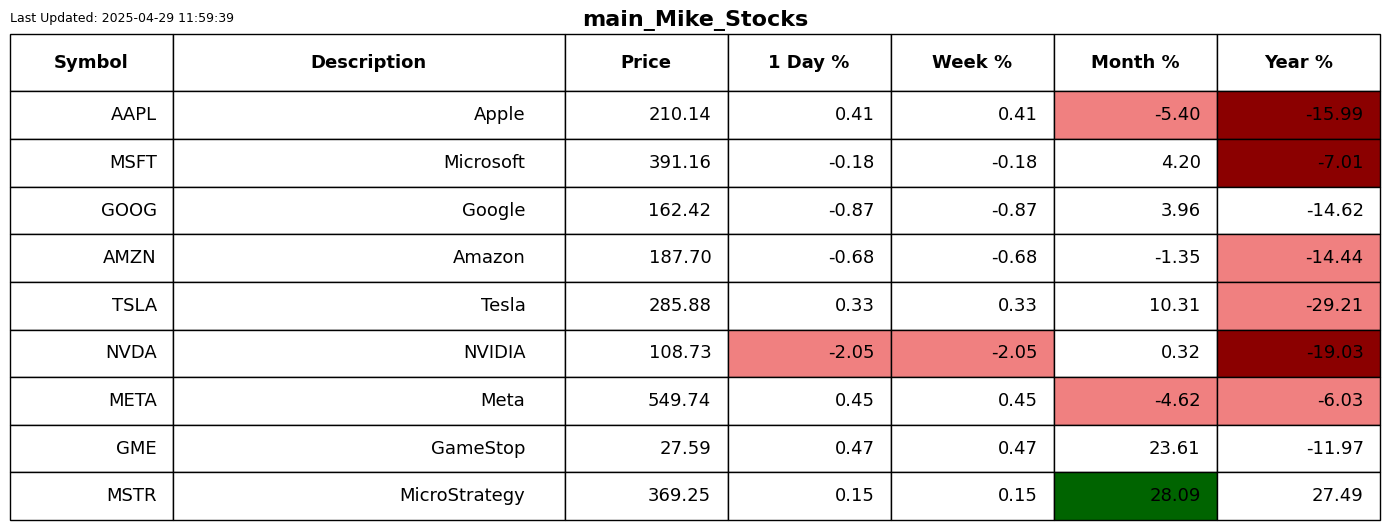 Last Updated: 2025-04-29 11:59:39
main_Mike_Stocks
Symbol Description Price 1 Day % Week % Month % Year %
AAPL Apple 210.14 0.41 0.41 -5.40 -15.99
MSFT Microsoft 391.16 -0.18 -0.18 4.20 -7.01
GOOG Google 162.42 -0.87 -0.87 3.96 -14.62
AMZN Amazon 187.70 -0.68 -0.68 -1.35 -14.44
TSLA Tesla 285.88 0.33 0.33 10.31 -29.21
NVDA NVIDIA 108.73 -2.05 -2.05 0.32 -19.03
META Meta 549.74 0.45 0.45 -4.62 -6.03
GME GameStop 27.59 0.47 0.47 23.61 -11.97
MSTR MicroStrategy 369.25 0.15 0.15 28.09 27.49